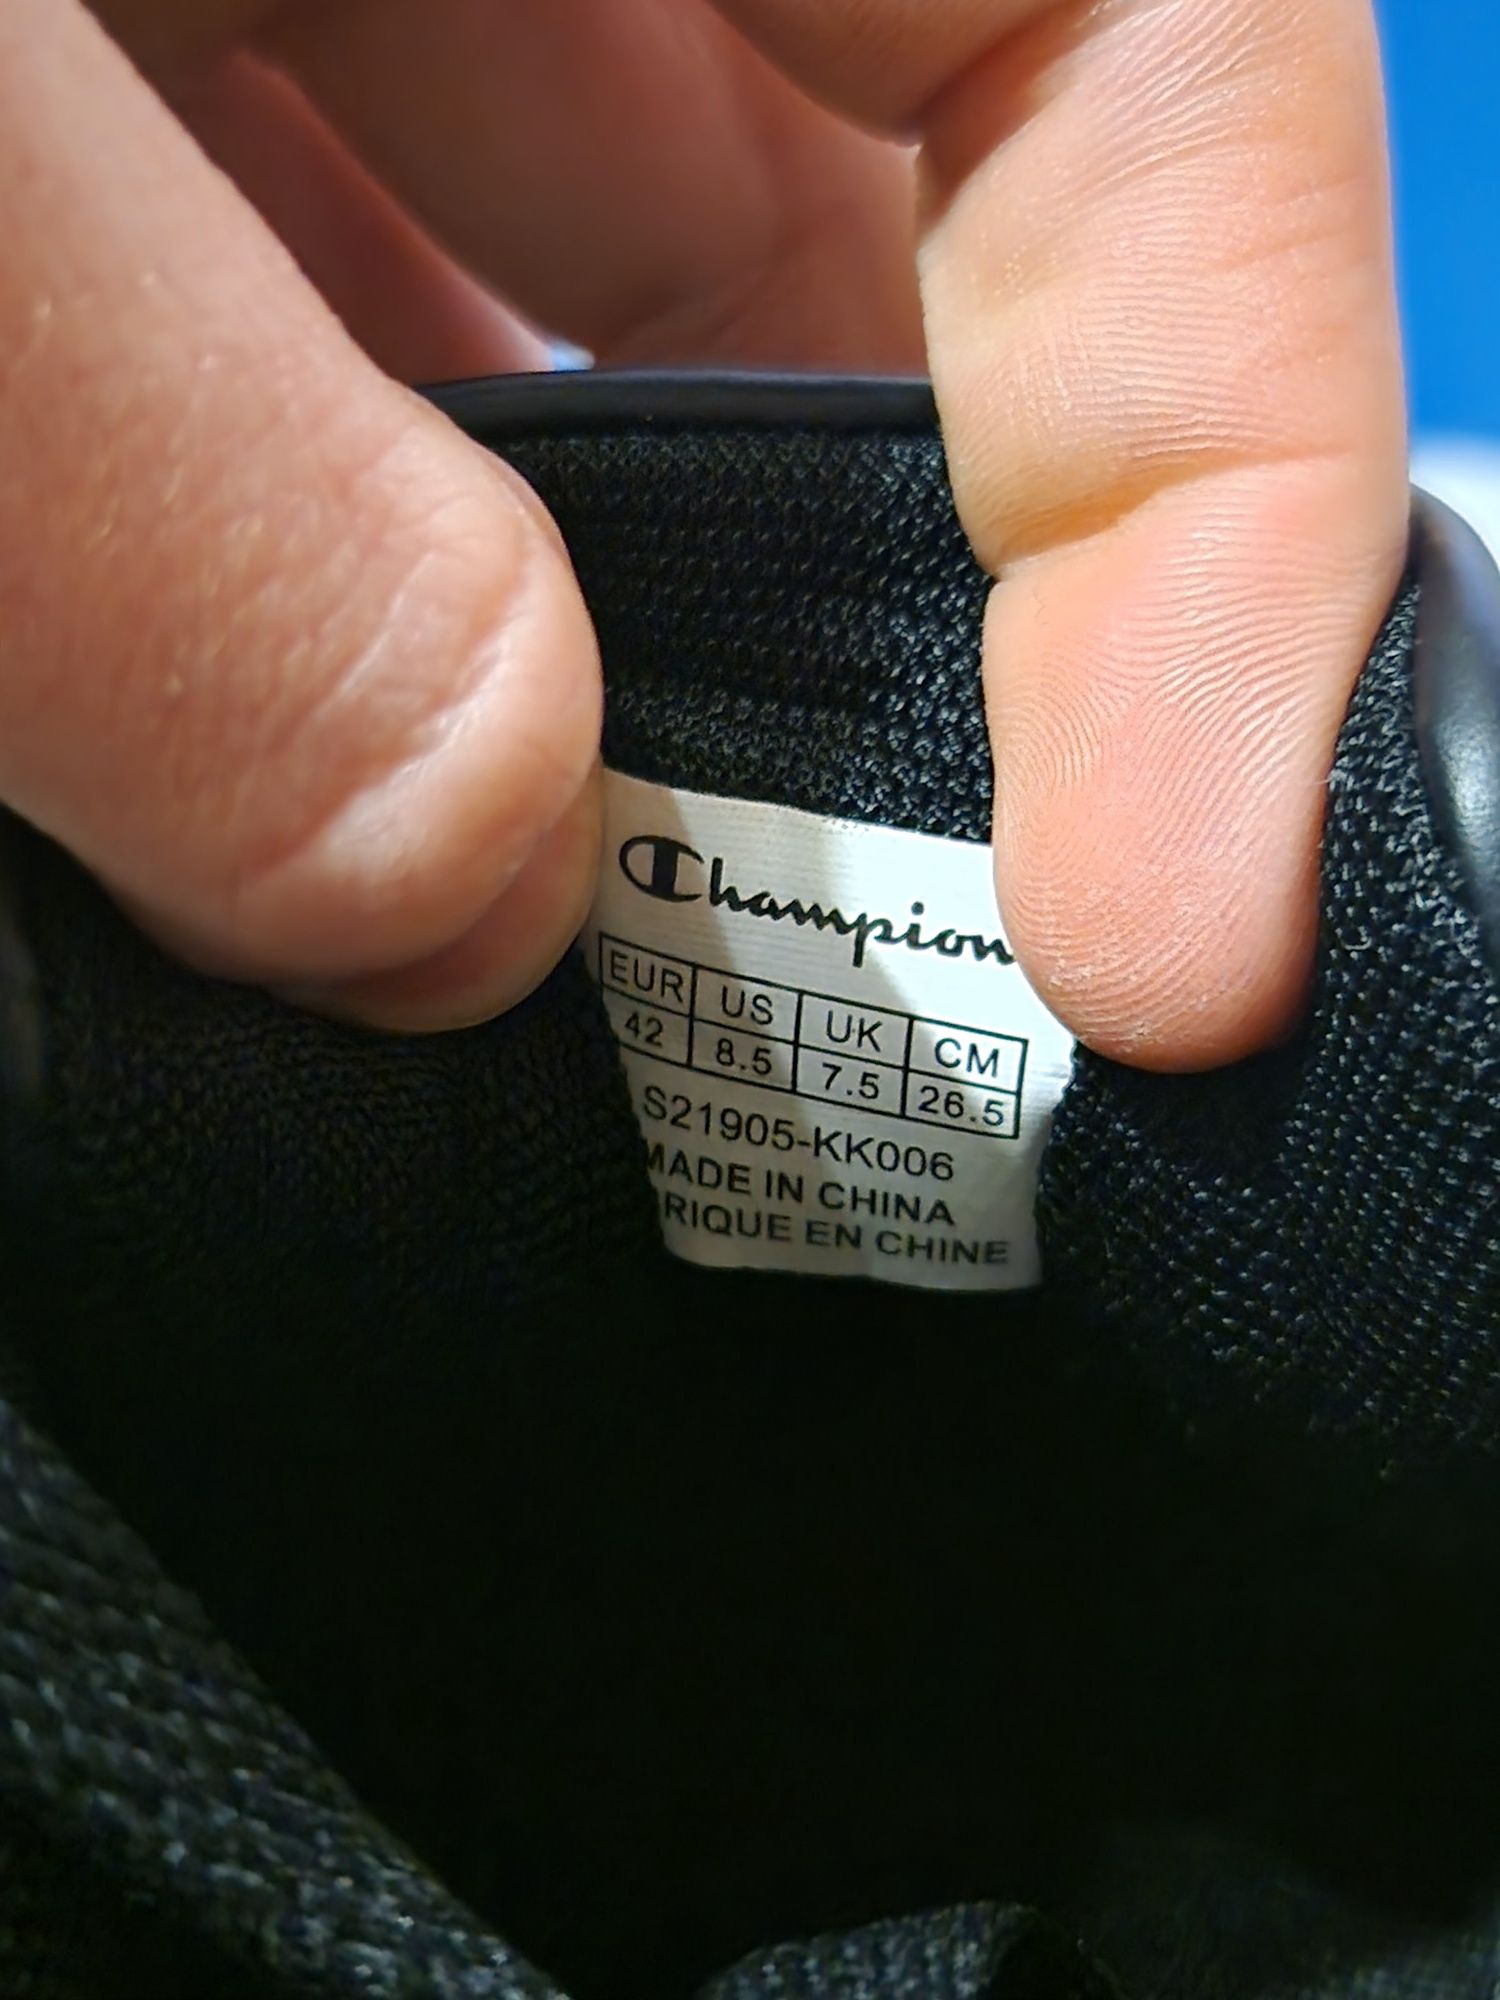 Champion
EUR US UK CM
42 8.5 7.5 26.5
S21905-KK006
MADE IN CHINA
RIQUE EN CHINE